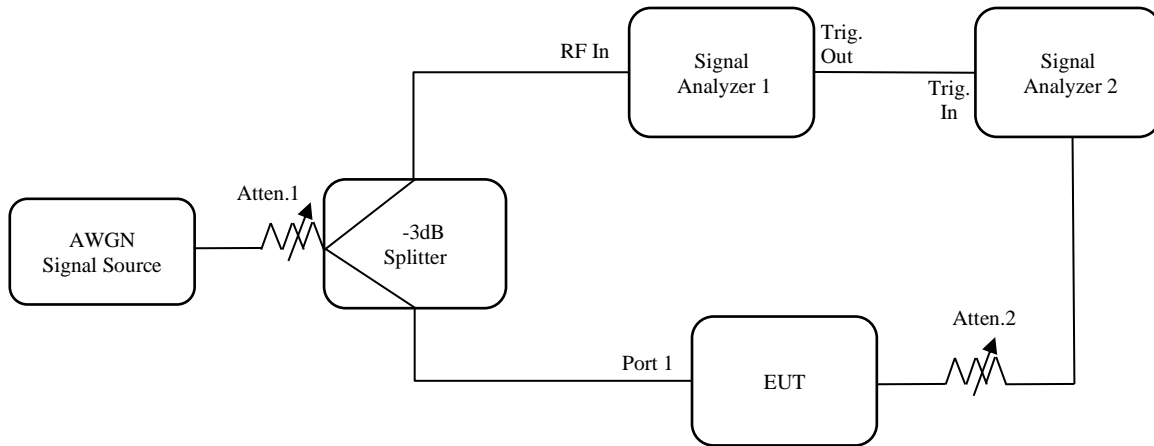 RF In
Signal
Analyzer 1
Trig.
Out
Trig.
In
Signal
Analyzer 2
Atten.1
AWGN
Signal Source
-3dB
Splitter
Port 1
EUT
Atten.2